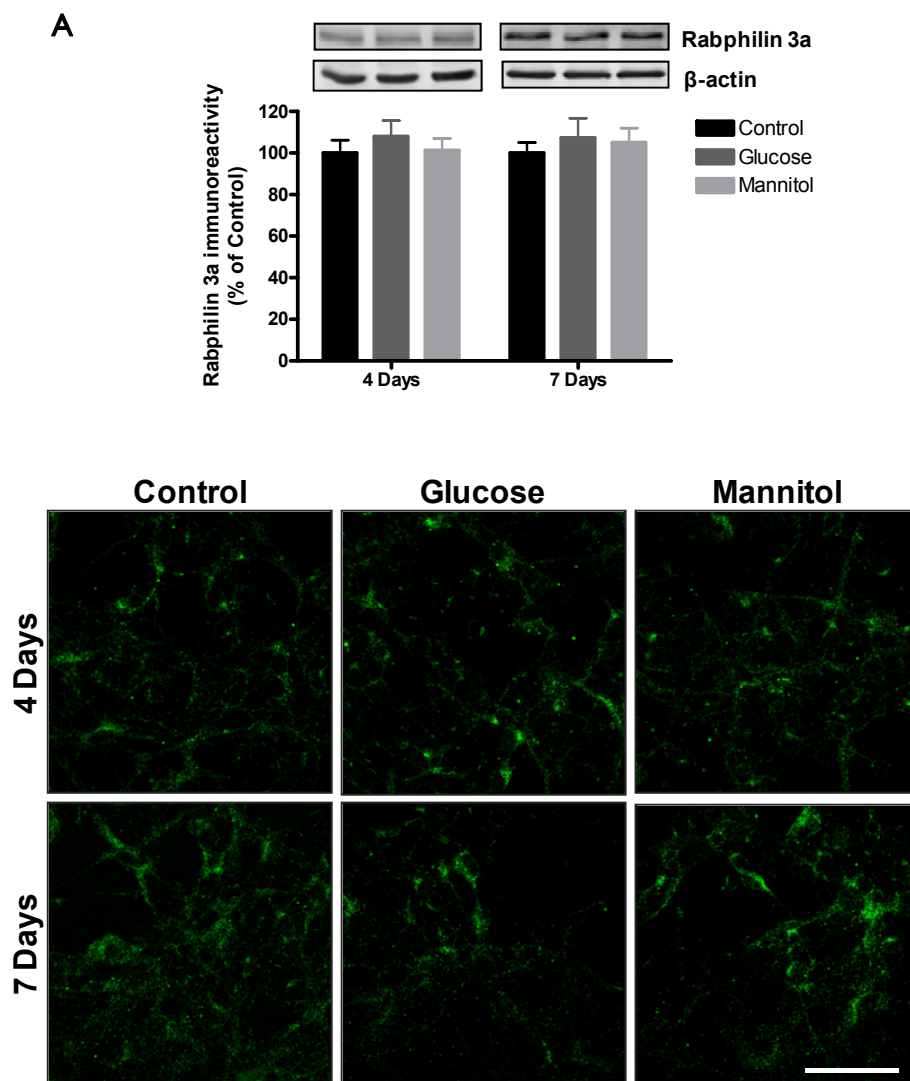 A
Rabphilin 3a
β-actin
Rabphilin 3a immunoreactivity
(% of Control)
120
100
80
60
40
20
0
4 Days
7 Days
Control
Glucose
Mannitol
Control
Glucose
Mannitol
4 Days
7 Days